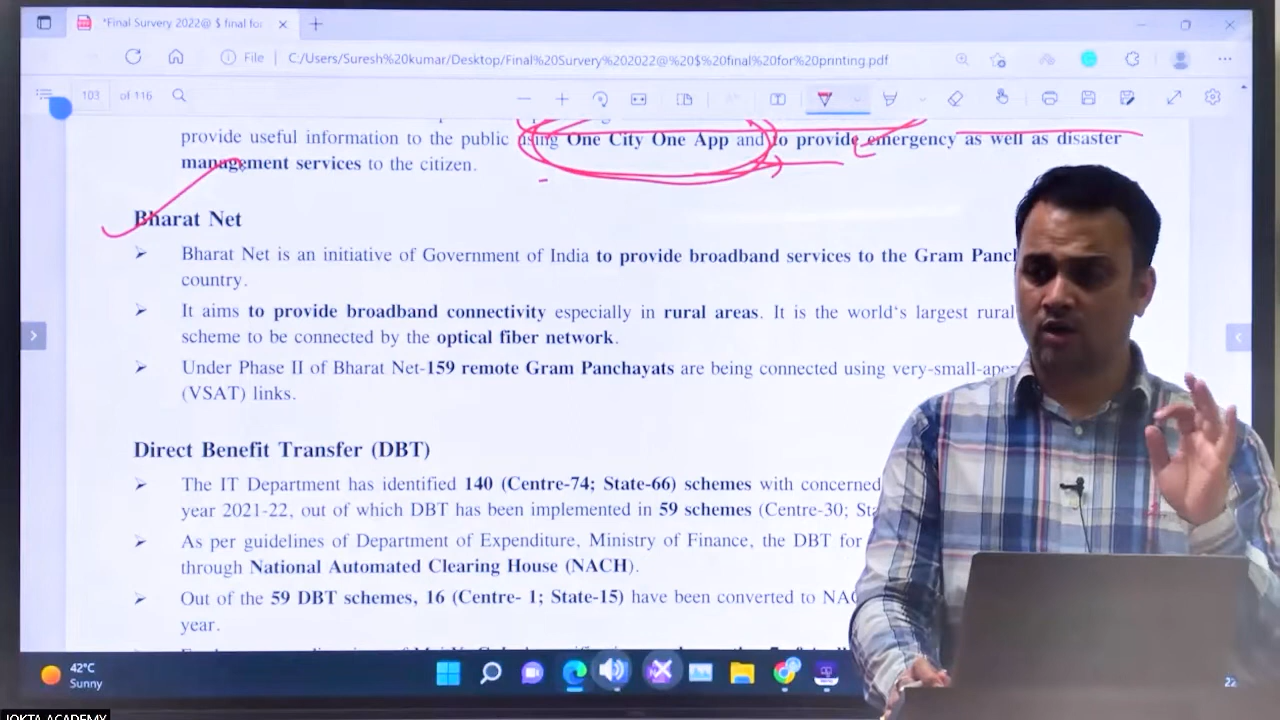 *Final Survery 2022@ $ final for
File
C:/Users/Suresh%20kumar/Desktop/Final%20Survery%202022@%20$%20final%20for%20printing.pdf
103 of 116
provide useful information to the public using One City One App and to provide emergency as well as disaster
management services to the citizen.
Bharat Net
➢ Bharat Net is an initiative of Government of India to provide broadband services to the Gram
country.
➢ It aims to provide broadband connectivity especially in rural areas. It is the world's largest rural
scheme to be connected by the optical fiber network.
➢ Under Phase II of Bharat Net-159 remote Gram Panchayats are being connected using
(VSAT) links.
Direct Benefit Transfer (DBT)
➢ The IT Department has identified 140 (Centre-74; State-66) schemes with concerned
year 2021-22, out of which DBT has been implemented in 59 schemes (Centre-30;
➢ As per guidelines of Department of Expenditure, Ministry of Finance, the DBT for
through National Automated Clearing House (NACH).
➢ Out of the 59 DBT schemes, 16 (Centre- 1; State-15) have been converted to
year.
42°C
Sunny
JOKTA ACADEMY